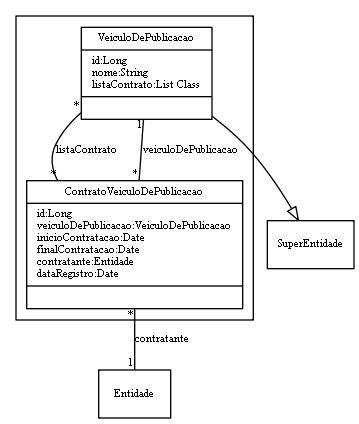 VeiculoDePublicacao
id:Long
nome:String
listaContrato:List Class
*
1
listaContrato
veiculoDePublicacao
*
*
ContratoVeiculoDePublicacao
id:Long
veiculoDePublicacao:VeiculoDePublicacao
inicioContratacao:Date
finalContratacao:Date
contratante:Entidade
dataRegistro:Date
SuperEntidade
*
contratante
1
Entidade